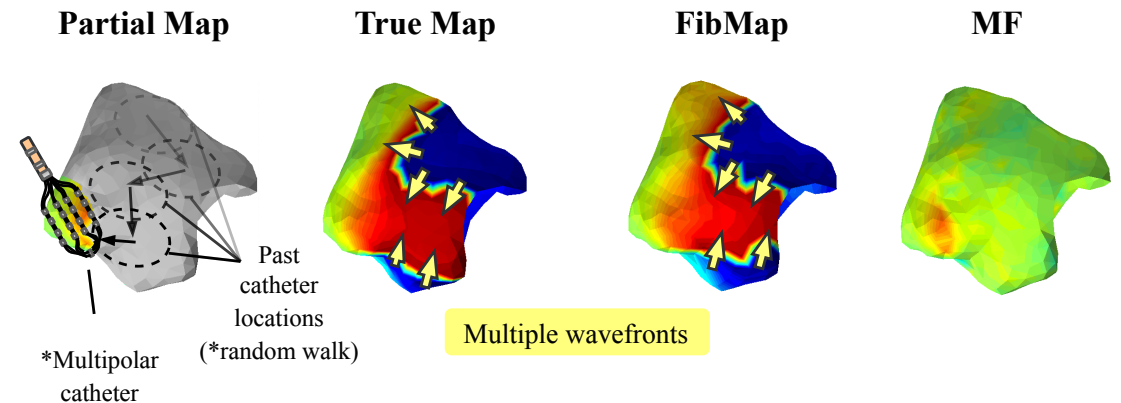 Partial Map
True Map
FibMap
MF
Past
catheter
locations
(*random walk)
Multiple wavefronts
*Multipolar
catheter